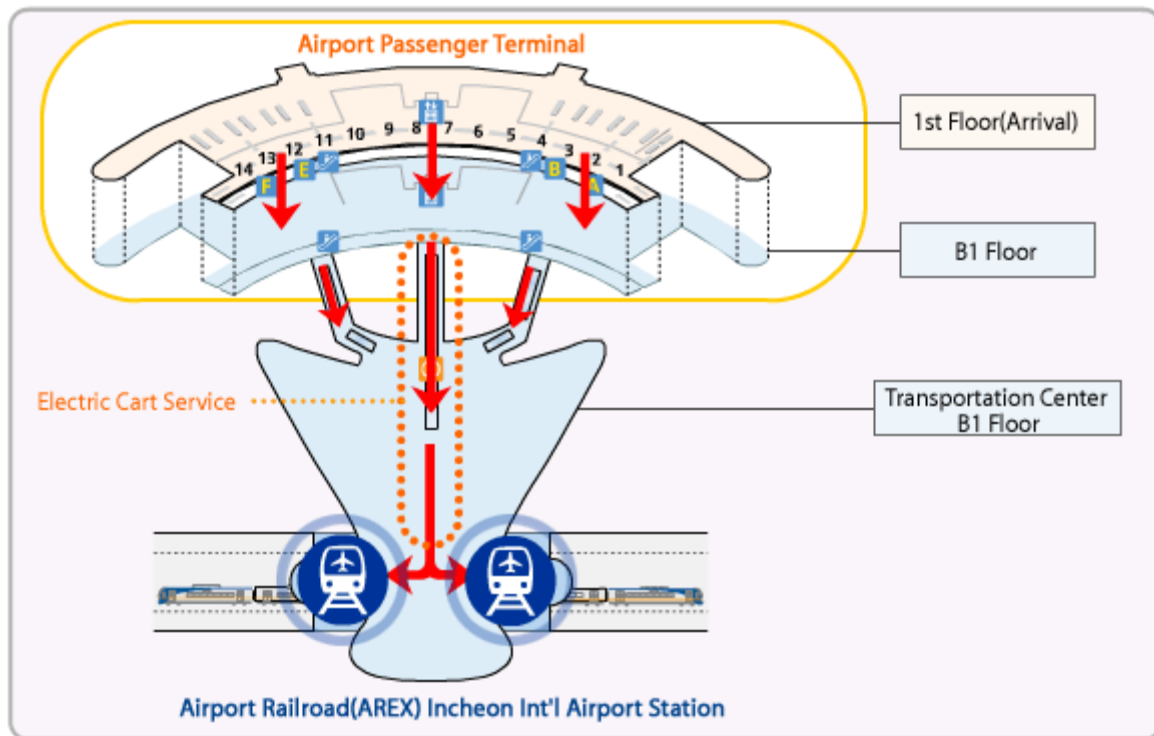 Airport Passenger Terminal
1st Floor(Arrival)
14 13 12 11 10 9 8 7 6 5 4 3 2 1
F E B A
B1 Floor
Electric Cart Service
Transportation Center
B1 Floor
Airport Railroad(AREX) Incheon Int'l Airport Station